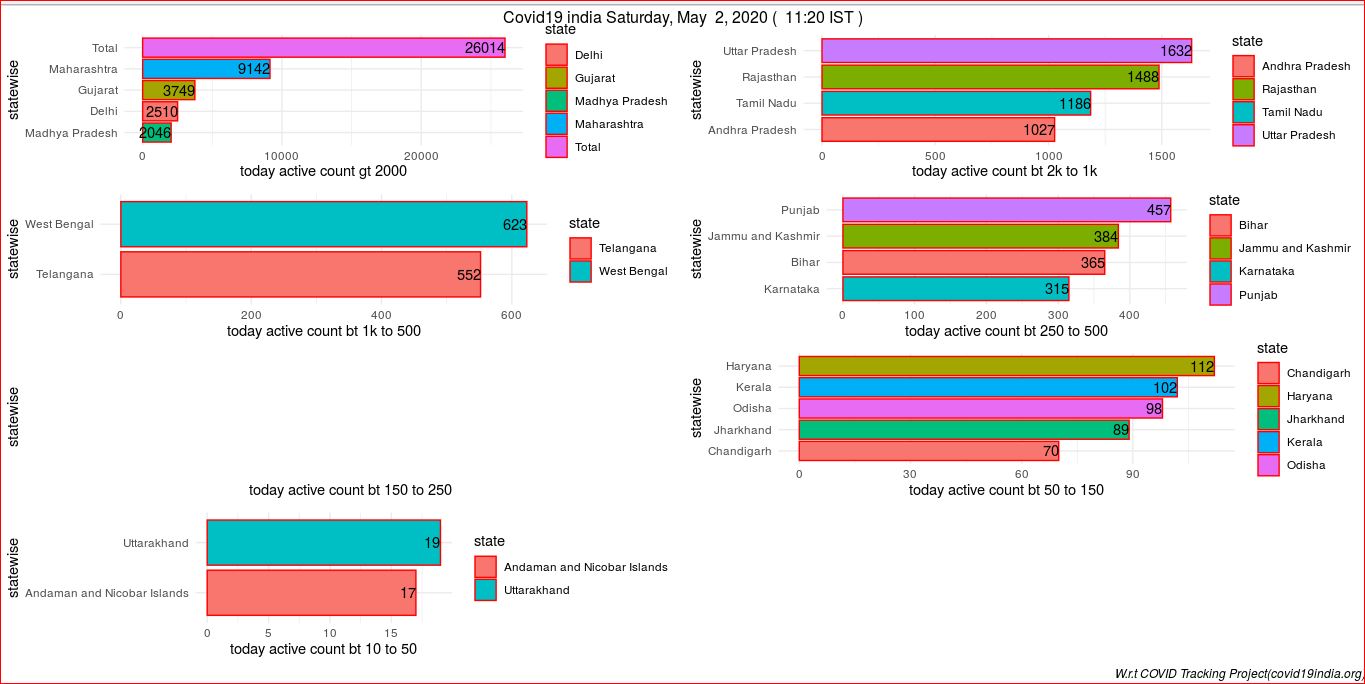 Covid19 india Saturday, May  2, 2020 (  11:20 IST )
statewise
Total
Maharashtra
Gujarat
Delhi
Madhya Pradesh
26014
9142
3749
2510
2046
0 10000 20000
today active count gt 2000
state
Delhi
Gujarat
Madhya Pradesh
Maharashtra
Total
statewise
Uttar Pradesh
Rajasthan
Tamil Nadu
Andhra Pradesh
1632
1488
1186
1027
0 500 1000 1500
today active count bt 2k to 1k
state
Andhra Pradesh
Rajasthan
Tamil Nadu
Uttar Pradesh
statewise
West Bengal
Telangana
623
552
0 200 400 600
today active count bt 1k to 500
state
Telangana
West Bengal
statewise
Punjab
Jammu and Kashmir
Bihar
Karnataka
457
384
365
315
0 100 200 300 400
today active count bt 250 to 500
state
Bihar
Jammu and Kashmir
Karnataka
Punjab
statewise
today active count bt 150 to 250
statewise
Haryana
Kerala
Odisha
Jharkhand
Chandigarh
112
102
98
89
70
0 30 60 90
today active count bt 50 to 150
state
Chandigarh
Haryana
Jharkhand
Kerala
Odisha
statewise
Uttarakhand
Andaman and Nicobar Islands
19
17
0 5 10 15
today active count bt 10 to 50
state
Andaman and Nicobar Islands
Uttarakhand
W.r.t COVID Tracking Project(covid19india.org)